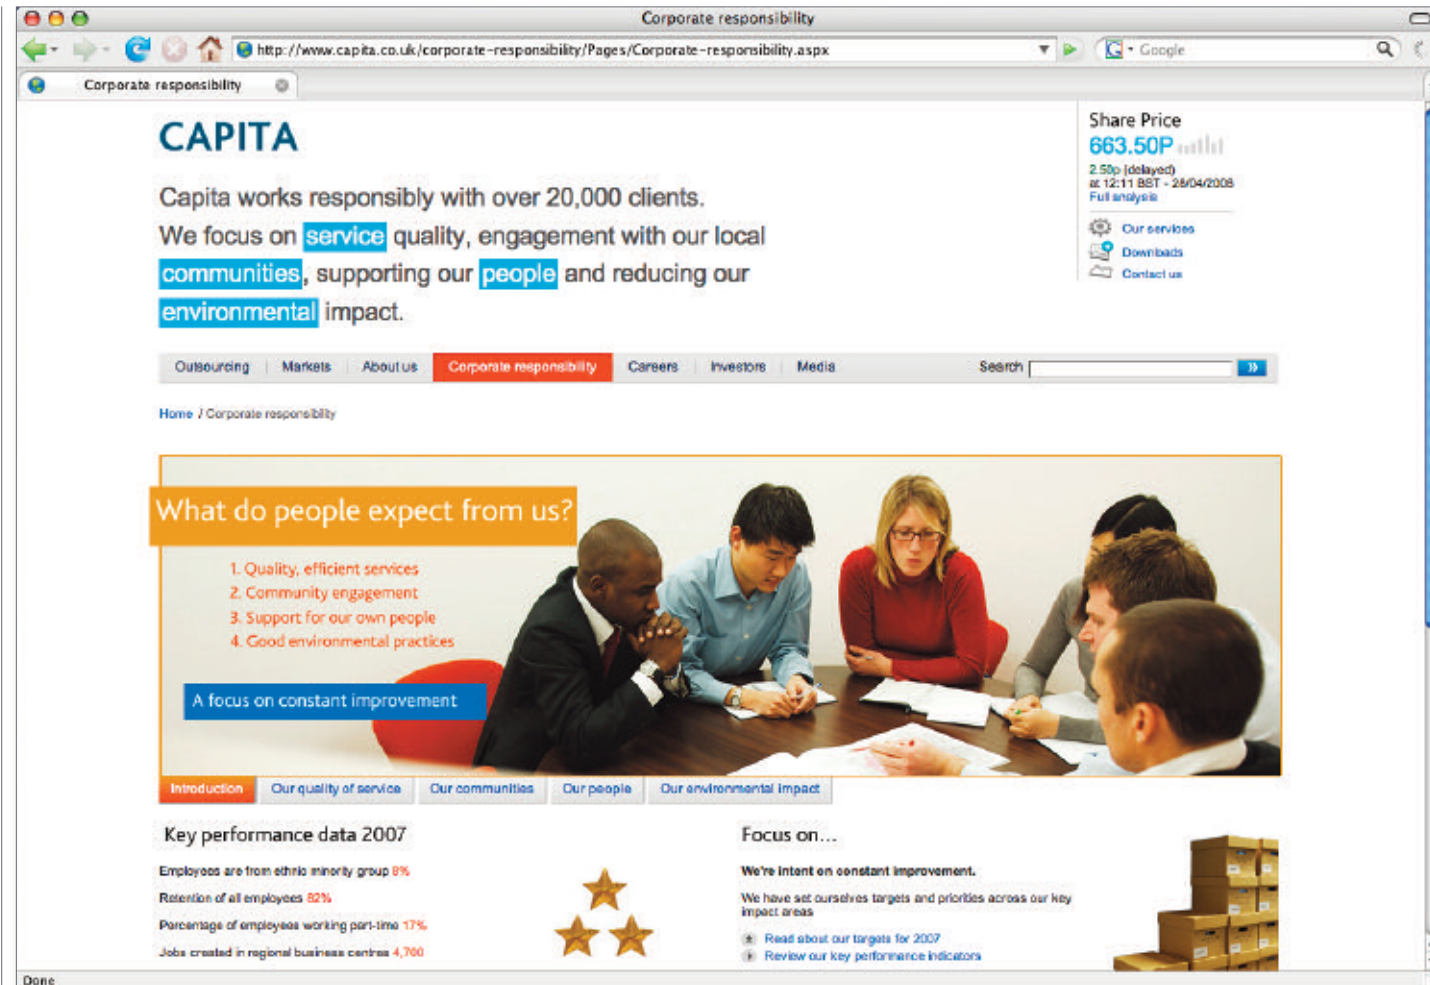 Corporate responsibility
http://www.capita.co.uk/corporate-responsibility/Pages/Corporate-responsibility.aspx
Google
Corporate responsibility
CAPITA
Capita works responsibly with over 20,000 clients.
We focus on service quality, engagement with our local
communities, supporting our people and reducing our
environmental impact.
Share Price
663.50P
2.50p (delayed)
at 12:11 BST - 28/04/2008
Full analysis
Our services
Downloads
Contact us
Outsourcing Markets About us Corporate responsibility Careers Investors Media Search
Home / Corporate responsibility
What do people expect from us?
1. Quality, efficient services
2. Community engagement
3. Support for our own people
4. Good environmental practices
A focus on constant improvement
Introduction Our quality of service Our communities Our people Our environmental impact
Key performance data 2007
Employees are from ethnic minority group 8%
Retention of all employees 82%
Percentage of employees working part-time 17%
Jobs created in regional business centres 4,700
Focus on...
We're intent on constant improvement.
We have set ourselves targets and priorities across our key
impact areas
Read about our targets for 2007
Review our key performance indicators
Done